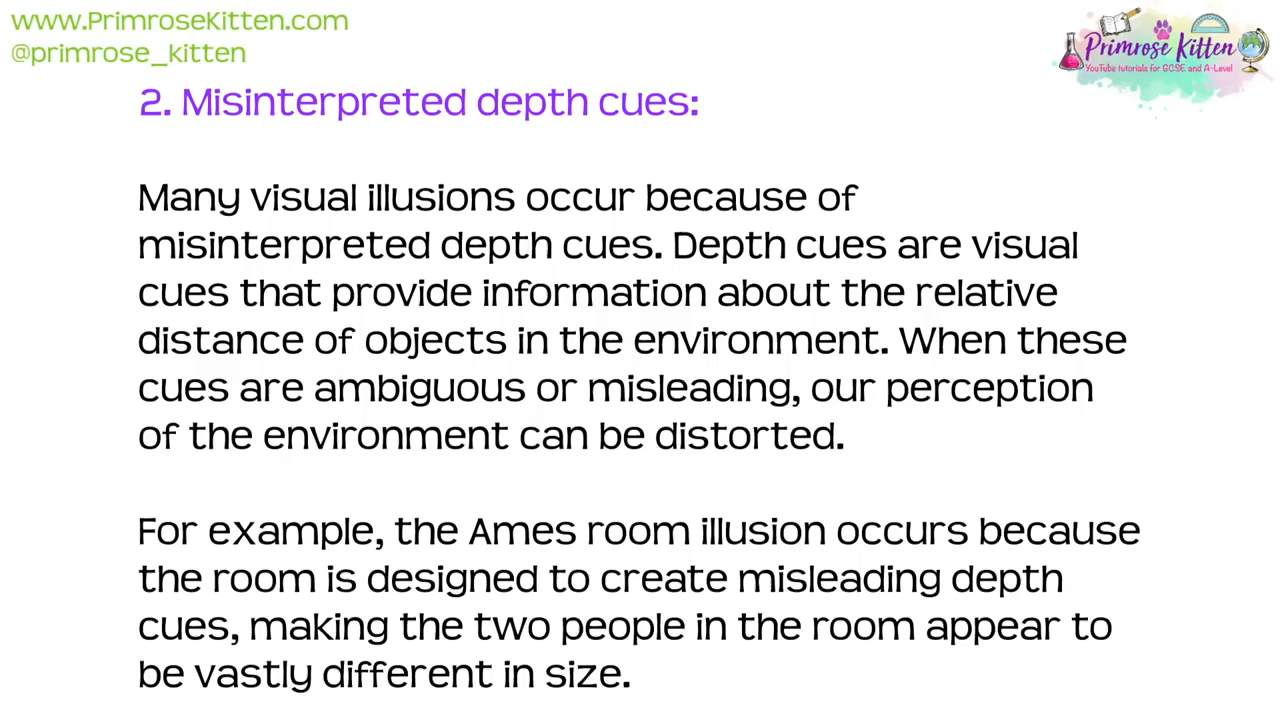 www.PrimroseKitten.com
@primrose_kitten
Primrose Kitten
YouTube tutorials for GCSE and A-Level
2. Misinterpreted depth cues:
Many visual illusions occur because of
misinterpreted depth cues. Depth cues are visual
cues that provide information about the relative
distance of objects in the environment. When these
cues are ambiguous or misleading, our perception
of the environment can be distorted.
For example, the Ames room illusion occurs because
the room is designed to create misleading depth
cues, making the two people in the room appear to
be vastly different in size.